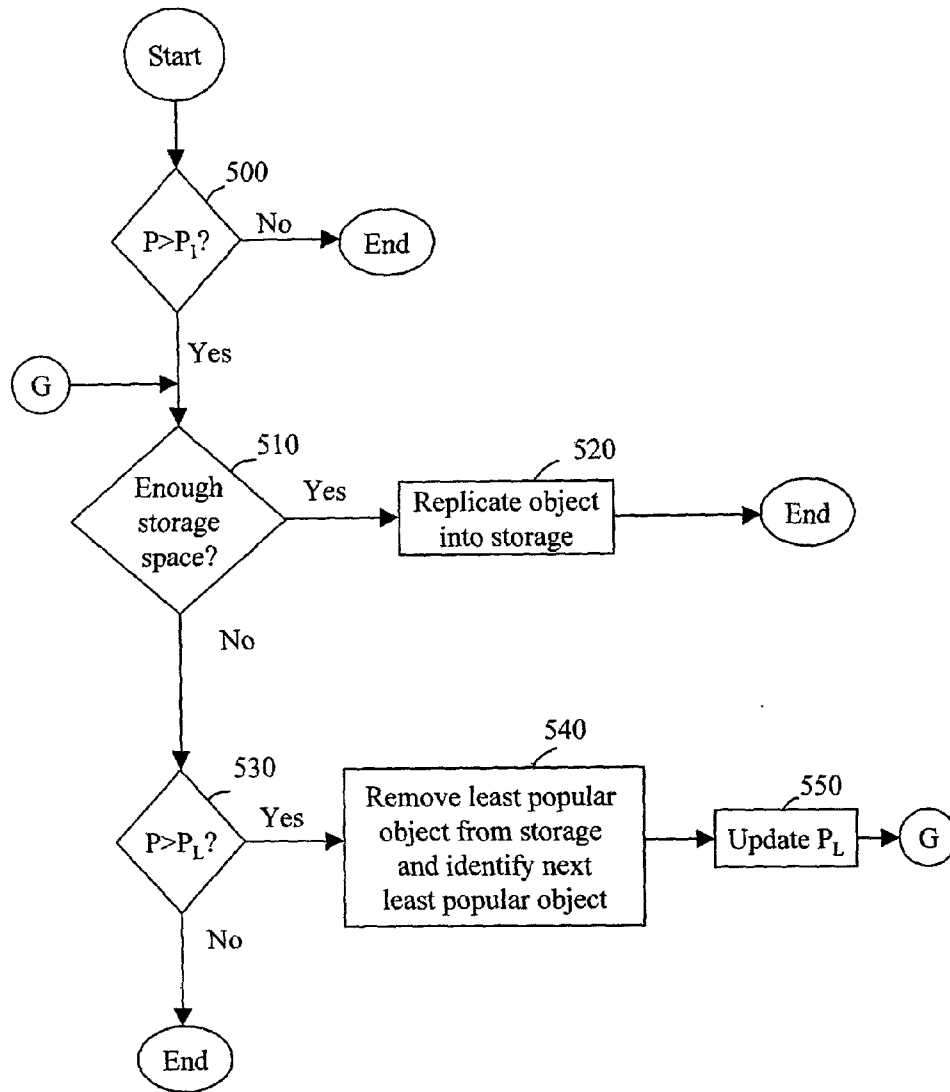 Start
500
P>P_I?
No
End
Yes
G
510
Enough
storage
space?
Yes
520
Replicate object
into storage
End
No
530
P>P_L?
Yes
540
Remove least popular
object from storage
and identify next
least popular object
550
Update P_L
G
No
End